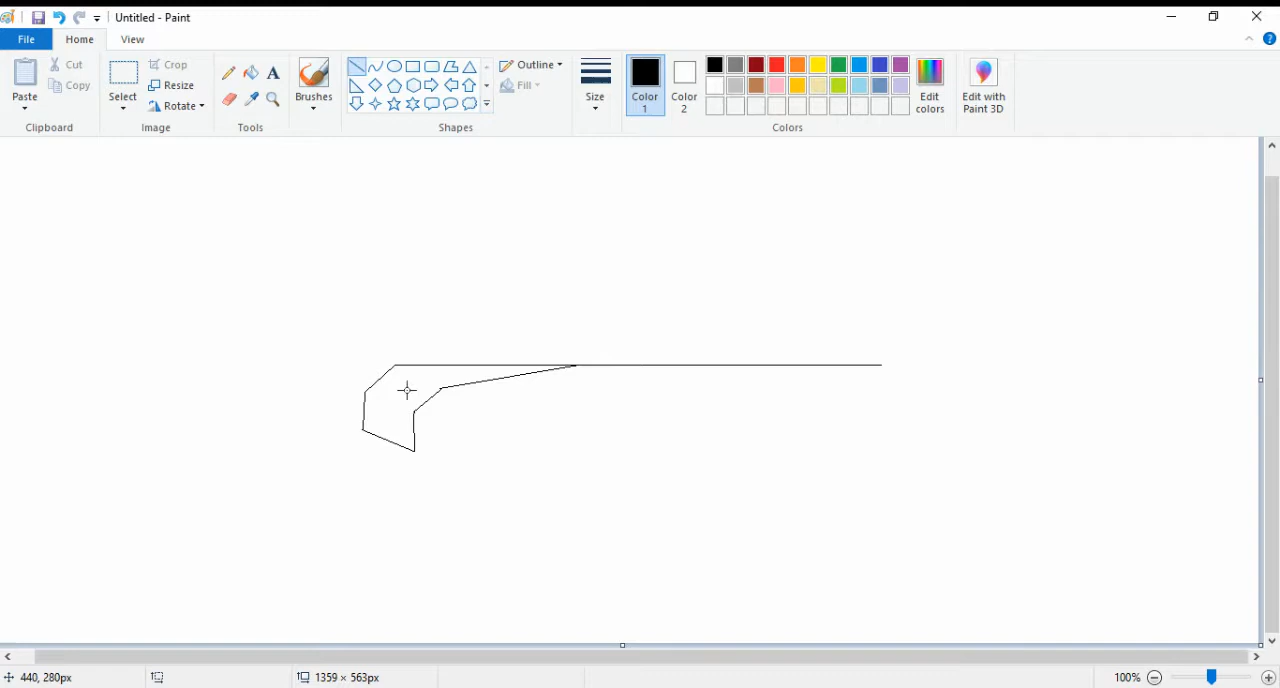 Untitled - Paint
File Home View
Paste
Cut
Copy
Clipboard
Select
Crop
Resize
Rotate
Image
Tools
Brushes
Shapes
Outline
Fill
Size
Color 1
Color 2
Colors
Edit colors
Edit with Paint 3D
440, 280px
1359 × 563px
100%